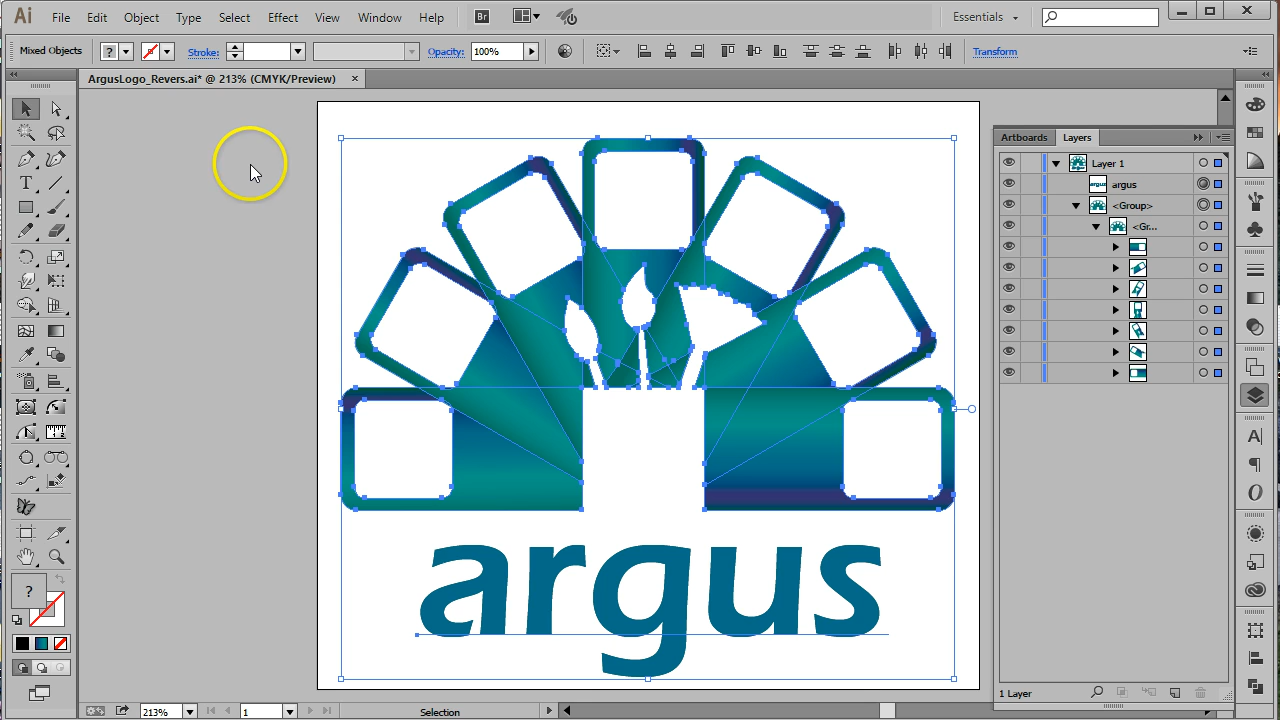 Ai File Edit Object Type Select Effect View Window Help Br Essentials
Mixed Objects ? Stroke: Opacity: 100% Transform
ArgusLogo_Revers.ai* @ 213% (CMYK/Preview) ×
Artboards Layers
Layer 1
argus argus
<Group>
<Gr...
argus
?
1 Layer
213% 1 Selection